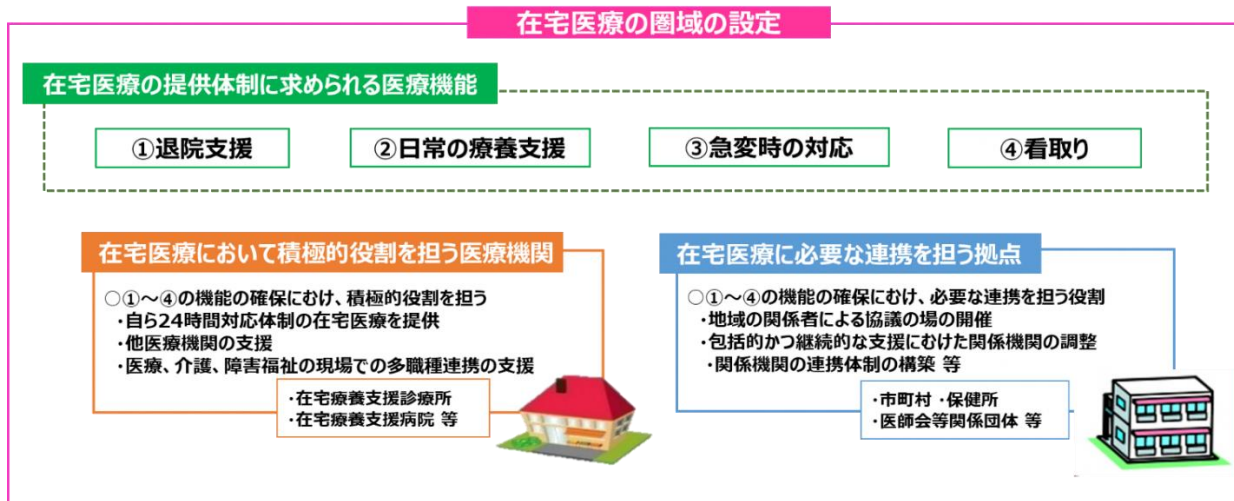 在宅医療の圏域の設定
在宅医療の提供体制に求められる医療機能
①退院支援
②日常の療養支援
③急変時の対応
④看取り
在宅医療において積極的役割を担う医療機関
○①～④の機能の確保にむけ、積極的役割を担う
・自ら24時間対応体制の在宅医療を提供
・他医療機関の支援
・医療、介護、障害福祉の現場での多職種連携の支援
・在宅療養支援診療所
・在宅療養支援病院 等
在宅医療に必要な連携を担う拠点
○①～④の機能の確保にむけ、必要な連携を担う役割
・地域の関係者による協議の場の開催
・包括的かつ継続的な支援にむけた関係機関の調整
・関係機関の連携体制の構築 等
・市町村 ・保健所
・医師会等関係団体 等